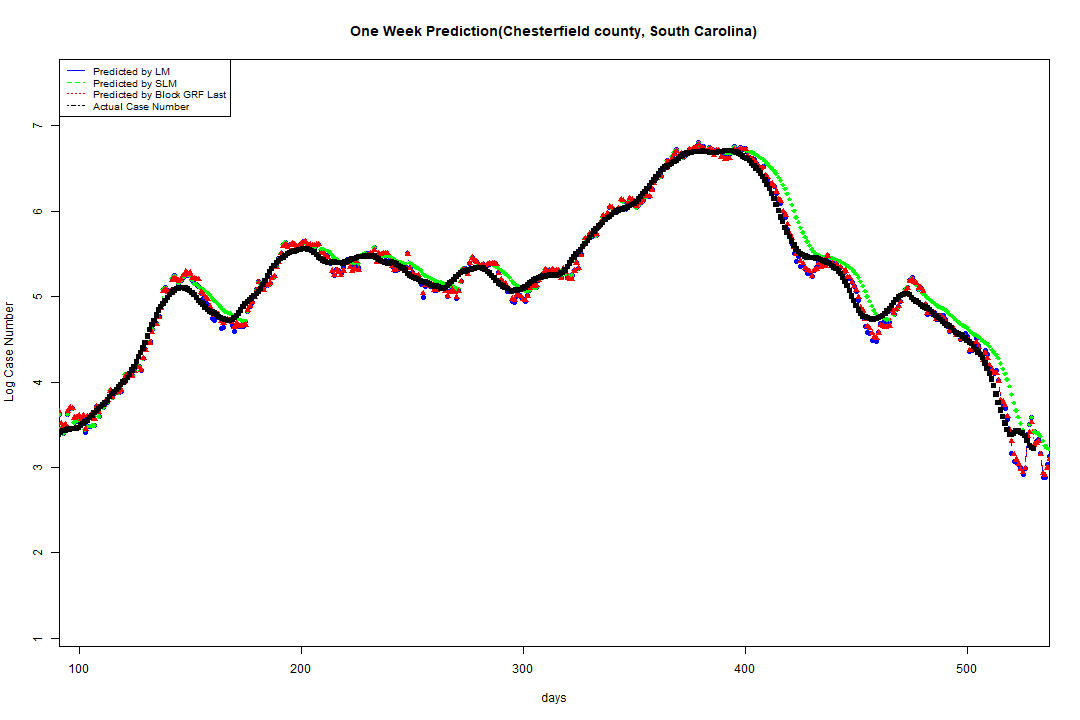 One Week Prediction(Chesterfield county, South Carolina)
Predicted by LM
Predicted by SLM
Predicted by Block GRF Last
Actual Case Number
7
6
5
4
3
2
1
Log Case Number
100 200 300 400 500
days